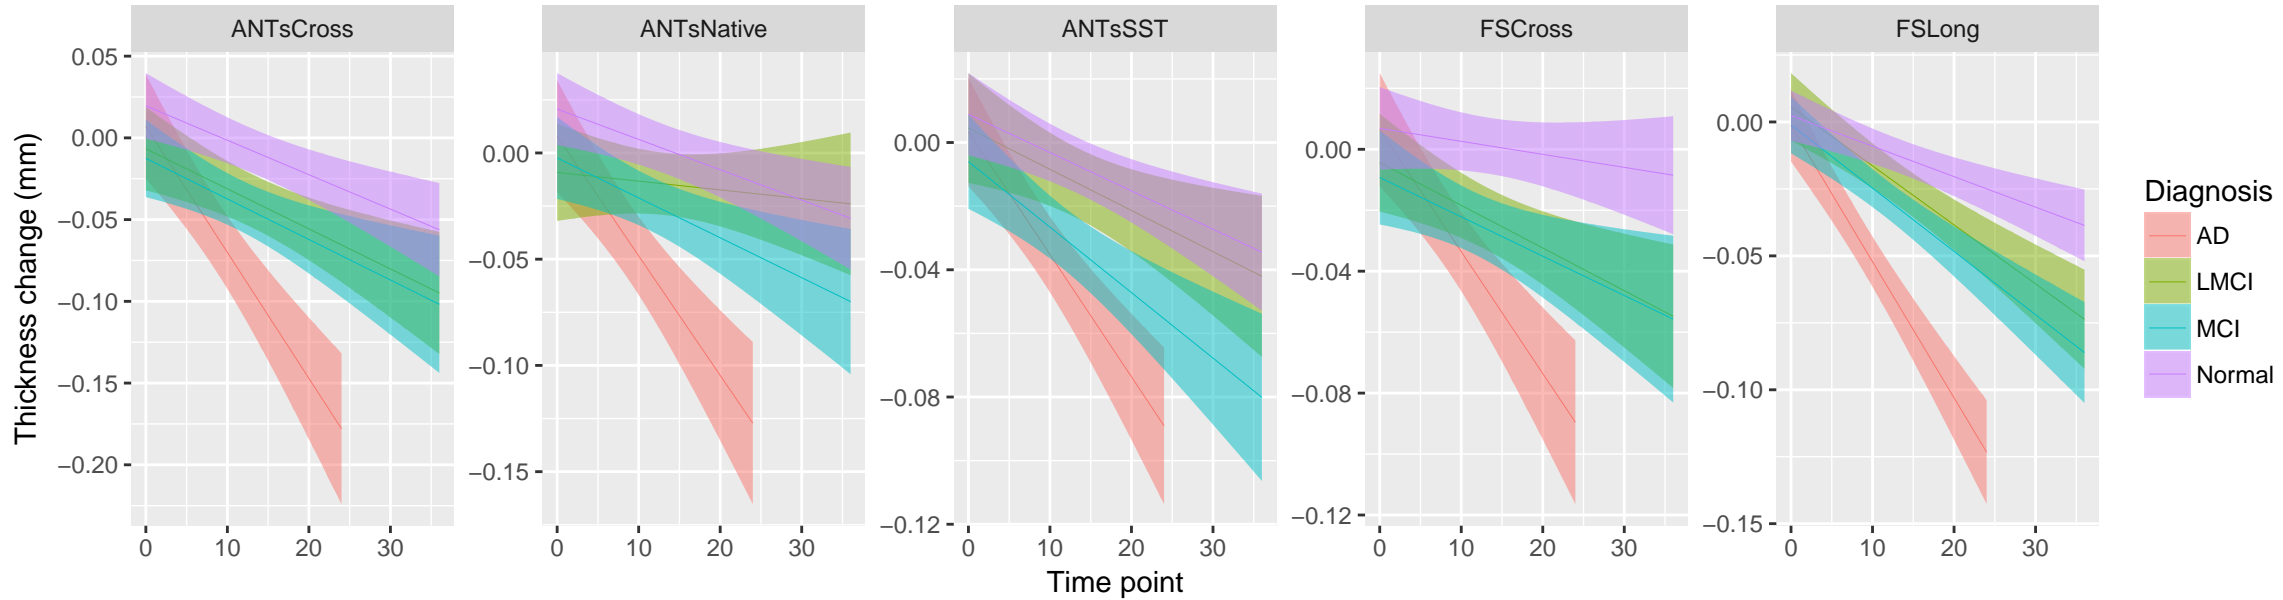 ANTsCross
ANTsNative
ANTsSST
FSCross
FSLong
Thickness change (mm)
0.05
0.00
−0.05
−0.10
−0.15
−0.20
0 10 20 30
0.00
−0.05
−0.10
−0.15
0 10 20 30
0.00
−0.04
−0.08
−0.12
0 10 20 30
0.00
−0.04
−0.08
−0.12
0 10 20 30
0.00
−0.05
−0.10
−0.15
0 10 20 30
Time point
Diagnosis
AD
LMCI
MCI
Normal